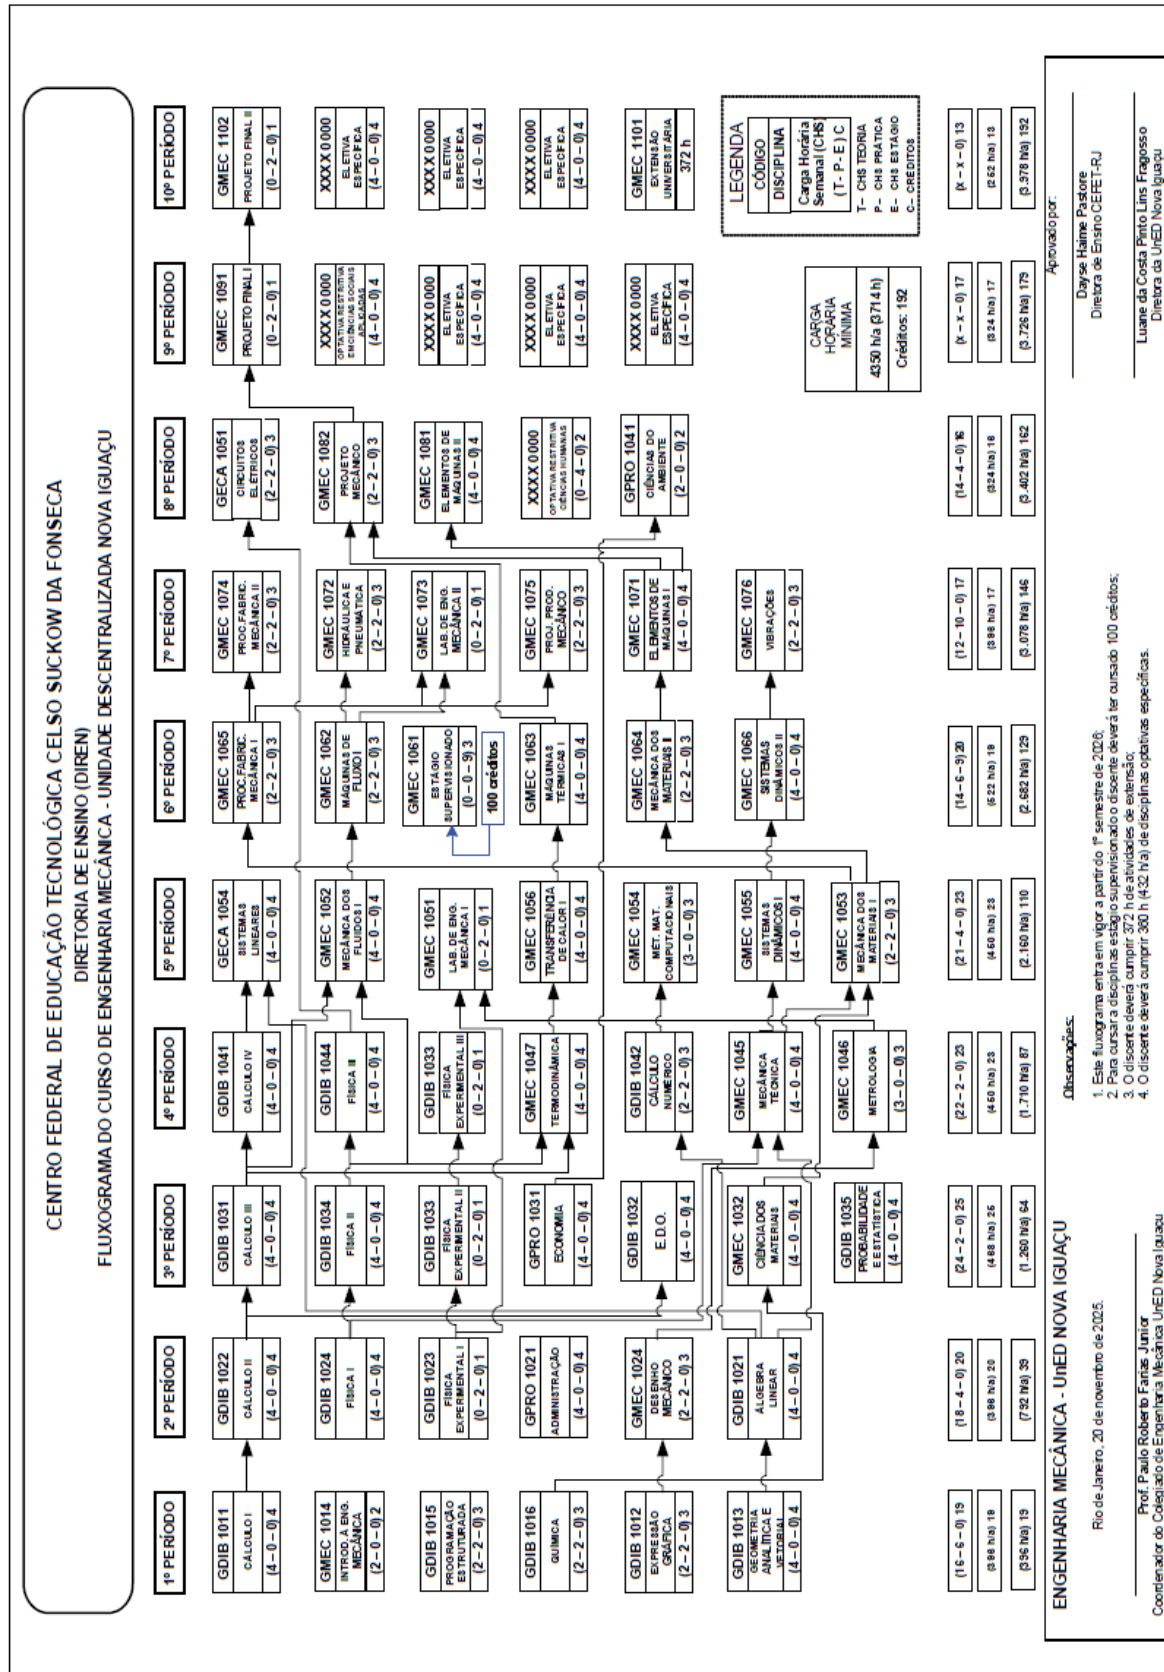 CENTRO FEDERAL DE EDUCAÇÃO TECNOLÓGICA CELSO SUCKOW DA FONSECA
DIRETORIA DE ENSINO (DIREN)
FLUXOGRAMA DO CURSO DE ENGENHARIA MECÂNICA - UNIDADE DESCENTRALIZADA NOVA IGUAÇU
1º PERÍODO
GDIB 1011
CÁLCULO I
(4 – 0 – 0) 4
GMEC 1014
INTROD. À ENG.
MECÂNICA
(2 – 0 – 0) 2
GDIB 1015
PROGRAMAÇÃO
ESTRUTURADA
(2 – 2 – 0) 3
GDIB 1016
QUÍMICA
(2 – 2 – 0) 3
GDIB 1012
EXPRESSÃO
GRÁFICA
(2 – 2 – 0) 3
GDIB 1013
GEOMETRIA
ANALÍTICA E
VETORIAL
(4 – 0 – 0) 4
(16 – 6 – 0) 19
(396 h/a) 19
(396 h/a) 19
2º PERÍODO
GDIB 1022
CÁLCULO II
(4 – 0 – 0) 4
GDIB 1024
FÍSICA I
(4 – 0 – 0) 4
GDIB 1023
FÍSICA
EXPERIMENTAL I
(0 – 2 – 0) 1
GPRO 1021
ADMINISTRAÇÃO
(4 – 0 – 0) 4
GMEC 1024
DESENHO
MECÂNICO
(2 – 2 – 0) 3
GDIB 1021
ÁLGEBRA
LINEAR
(4 – 0 – 0) 4
(18 – 4 – 0) 20
(396 h/a) 20
(792 h/a) 39
3º PERÍODO
GDIB 1031
CÁLCULO III
(4 – 0 – 0) 4
GDIB 1034
FÍSICA II
(4 – 0 – 0) 4
GDIB 1033
FÍSICA
EXPERIMENTAL II
(0 – 2 – 0) 1
GPRO 1031
ECONOMIA
(4 – 0 – 0) 4
GDIB 1032
E.D.O.
(4 – 0 – 0) 4
GMEC 1032
CIÊNCIA DOS
MATERIAIS
(4 – 0 – 0) 4
GDIB 1035
PROBABILIDADE
E ESTATÍSTICA
(4 – 0 – 0) 4
(24 – 2 – 0) 25
(468 h/a) 25
(1.260 h/a) 64
4º PERÍODO
GDIB 1041
CÁLCULO IV
(4 – 0 – 0) 4
GDIB 1044
FÍSICA III
(4 – 0 – 0) 4
GDIB 1033
FÍSICA
EXPERIMENTAL III
(0 – 2 – 0) 1
GMEC 1047
TERMODINÂMICA
(4 – 0 – 0) 4
GDIB 1042
CÁLCULO
NUMÉRICO
(2 – 2 – 0) 3
GMEC 1045
MECÂNICA
TÉCNICA
(4 – 0 – 0) 4
GMEC 1046
METROLOGIA
(3 – 0 – 0) 3
(22 – 2 – 0) 23
(450 h/a) 23
(1.710 h/a) 87
5º PERÍODO
GECA 1054
SISTEMAS
LINEARES
(4 – 0 – 0) 4
GMEC 1052
MECÂNICA DOS
FLUIDOS I
(4 – 0 – 0) 4
GMEC 1051
LAB. DE ENG.
MECÂNICA I
(0 – 2 – 0) 1
GMEC 1056
TRANSFERÊNCIA
DE CALOR I
(4 – 0 – 0) 4
GMEC 1054
MET. MAT.
COMPUTACIONAIS
(3 – 0 – 0) 3
GMEC 1055
SISTEMAS
DINÂMICOS I
(4 – 0 – 0) 4
GMEC 1053
MECÂNICA DOS
MATERIAIS I
(2 – 2 – 0) 3
(21 – 4 – 0) 23
(450 h/a) 23
(2.160 h/a) 110
6º PERÍODO
GMEC 1065
PROC. FABRIC.
MECÂNICA I
(2 – 2 – 0) 3
GMEC 1062
MÁQUINAS DE
FLUXO I
(2 – 2 – 0) 3
GMEC 1061
ESTÁGIO
SUPERVISIONADO
(0 – 0 – 9) 3
100 créditos
GMEC 1063
MÁQUINAS
TÉRMICAS I
(4 – 0 – 0) 4
GMEC 1064
MECÂNICA DOS
MATERIAIS II
(2 – 2 – 0) 3
GMEC 1066
SISTEMAS
DINÂMICOS II
(4 – 0 – 0) 4
(14 – 6 – 9) 20
(522 h/a) 19
(2.682 h/a) 129
7º PERÍODO
GMEC 1074
PROC. FABRIC.
MECÂNICA II
(2 – 2 – 0) 3
GMEC 1072
HIDRÁULICA E
PNEUMÁTICA
(2 – 2 – 0) 3
GMEC 1073
LAB. DE ENG.
MECÂNICA II
(0 – 2 – 0) 1
GMEC 1075
PROJ. PROD.
MECÂNICO
(2 – 2 – 0) 3
GMEC 1071
ELEMENTOS DE
MÁQUINAS I
(4 – 0 – 0) 4
GMEC 1076
VIBRAÇÕES
(2 – 2 – 0) 3
(12 – 10 – 0) 17
(396 h/a) 17
(3.078 h/a) 146
8º PERÍODO
GECA 1051
CIRCUITOS
ELÉTRICOS
(2 – 2 – 0) 3
GMEC 1082
PROJETO
MECÂNICO
(2 – 2 – 0) 3
GMEC 1081
ELEMENTOS DE
MÁQUINAS II
(4 – 0 – 0) 4
XXXX 0000
OPTATIVA RESTRITIVA
CIÊNCIAS HUMANAS
(0 – 4 – 0) 2
GPRO 1041
CIÊNCIAS DO
AMBIENTE
(2 – 0 – 0) 2
(14 – 4 – 0) 16
(324 h/a) 16
(3.402 h/a) 162
9º PERÍODO
GMEC 1091
PROJETO FINAL I
(0 – 2 – 0) 1
XXXX 0000
OPTATIVA RESTRITIVA
EM CIÊNCIAS SOCIAIS
APLICADAS
(4 – 0 – 0) 4
XXXX 0000
ELETIVA
ESPECÍFICA
(4 – 0 – 0) 4
XXXX 0000
ELETIVA
ESPECÍFICA
(4 – 0 – 0) 4
XXXX 0000
ELETIVA
ESPECÍFICA
(4 – 0 – 0) 4
CARGA
HORÁRIA
MÍNIMA
4350 h/a (3714 h)
Créditos: 192
(x – x – 0) 17
(324 h/a) 17
(3.726 h/a) 179
10º PERÍODO
GMEC 1102
PROJETO FINAL II
(0 – 2 – 0) 1
XXXX 0000
ELETIVA
ESPECÍFICA
(4 – 0 – 0) 4
XXXX 0000
ELETIVA
ESPECÍFICA
(4 – 0 – 0) 4
XXXX 0000
ELETIVA
ESPECÍFICA
(4 – 0 – 0) 4
GMEC 1101
EXTENSÃO
UNIVERSITÁRIA
372 h
LEGENDA
CÓDIGO
DISCIPLINA
Carga Horária
Semanal (CHS)
( T - P - E ) C
T – CHS TEORIA
P – CHS PRÁTICA
E – CHS ESTÁGIO
C – CRÉDITOS
(x – x – 0) 13
(252 h/a) 13
(3.978 h/a) 192
ENGENHARIA MECÂNICA - UnED NOVA IGUAÇU
Rio de Janeiro, 20 de novembro de 2025.
Prof. Paulo Roberto Farias Junior
Coordenador do Colegiado de Engenharia Mecânica UnED Nova Iguaçu
Observações:
1. Este fluxograma entra em vigor a partir do 1º semestre de 2026;
2. Para cursar a disciplinas estágio supervisionado o discente deverá ter cursado 100 créditos;
3. O discente deverá cumprir 372 h de atividades de extensão;
4. O discente deverá cumprir 360 h (432 h/a) de disciplinas optativas específicas.
Aprovado por:
Dayse Haime Pastore
Diretora de Ensino CEFET-RJ
Luane da Costa Pinto Lins Fragosso
Diretora da UnED Nova Iguaçu